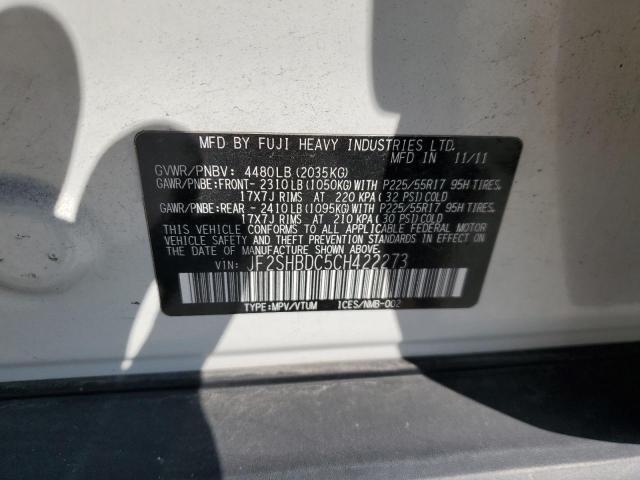 MFD BY FUJI HEAVY INDUSTRIES LTD.
MFD IN 11/11
GVWR/PNBV: 4480LB (2035KG)
GAWR/PNBE:FRONT-2310LB(1050KG)WITH P225/55R17 95H TIRES,
17X7J RIMS AT 220 KPA(32 PSI)COLD
GAWR/PNBE:REAR -2410LB(1095KG)WITH P225/55R17 95H TIRES,
17X7J RIMS AT 210 KPA(30 PSI)COLD
THIS VEHICLE CONFORMS TO ALL APPLICABLE FEDERAL MOTOR
VEHICLE SAFETY AND BUMPER STANDARDS IN EFFECT ON
THE DATE OF MANUFACTURE SHOWN ABOVE.
VIN: JF2SHBDC5CH422273
TYPE:MPV/VTUM ICES/NMB-002